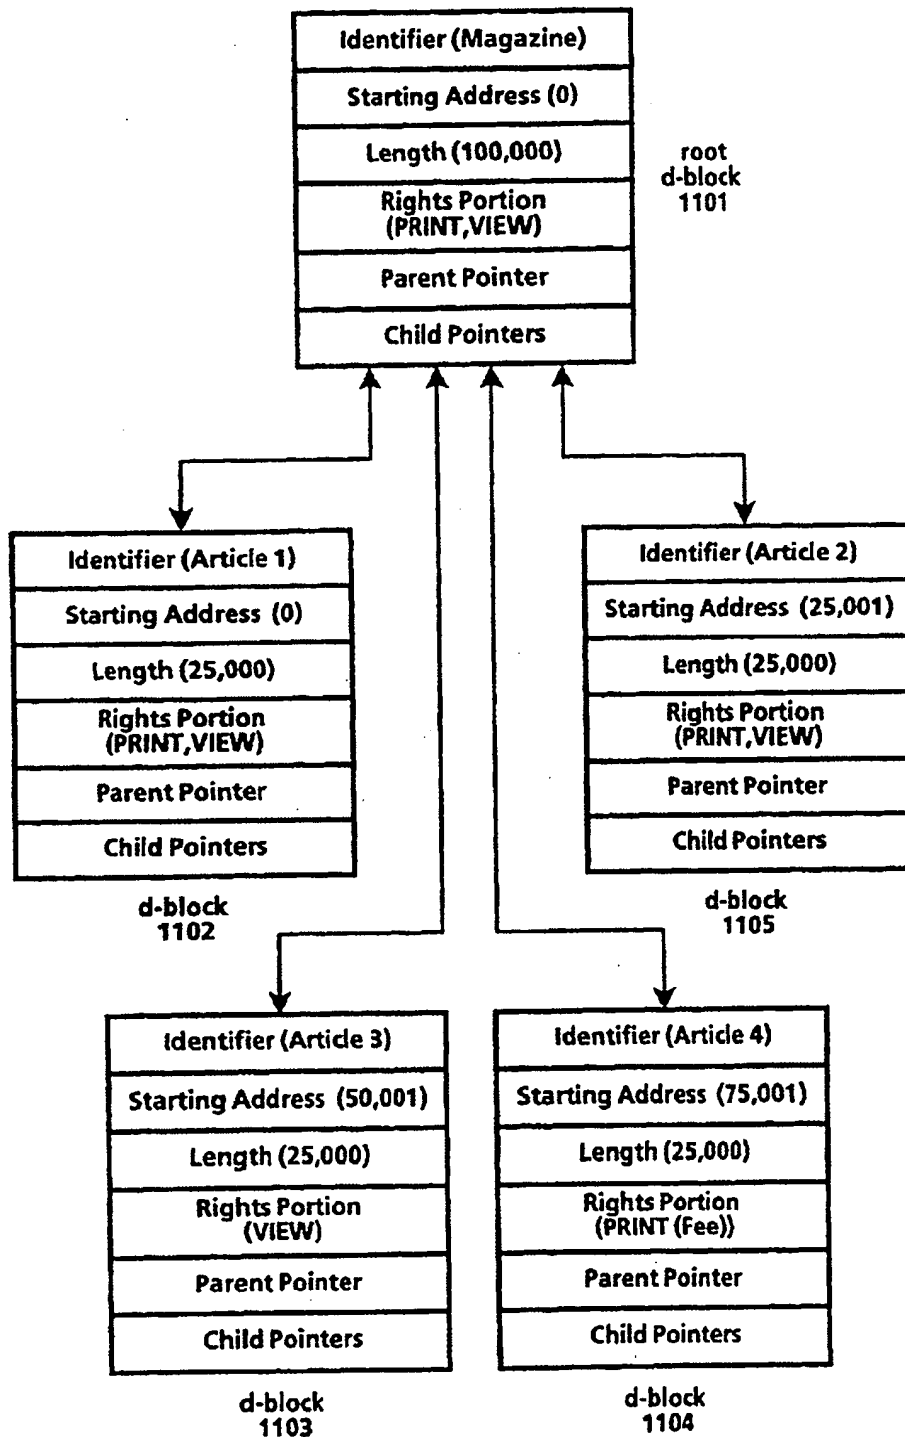 Identifier (Magazine)
Starting Address (0)
Length (100,000)
Rights Portion
(PRINT,VIEW)
Parent Pointer
Child Pointers
root
d-block
1101
Identifier (Article 1)
Starting Address (0)
Length (25,000)
Rights Portion
(PRINT,VIEW)
Parent Pointer
Child Pointers
d-block
1102
Identifier (Article 2)
Starting Address (25,001)
Length (25,000)
Rights Portion
(PRINT,VIEW)
Parent Pointer
Child Pointers
d-block
1105
Identifier (Article 3)
Starting Address (50,001)
Length (25,000)
Rights Portion
(VIEW)
Parent Pointer
Child Pointers
d-block
1103
Identifier (Article 4)
Starting Address (75,001)
Length (25,000)
Rights Portion
(PRINT (Fee))
Parent Pointer
Child Pointers
d-block
1104